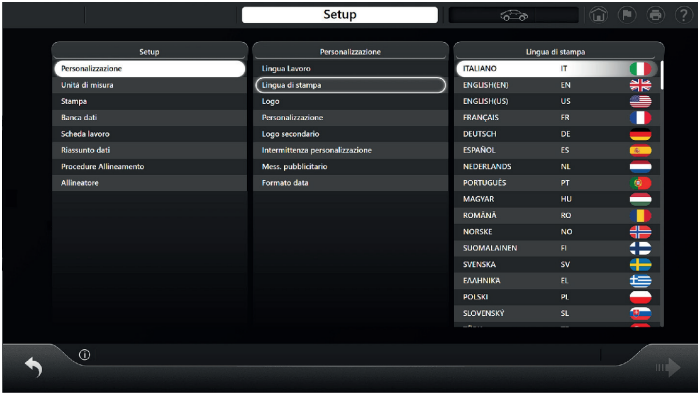 Setup
?
Setup
Personalizzazione
Unità di misura
Stampa
Banca dati
Scheda lavoro
Riassunto dati
Procedure Allineamento
Allineatore
Personalizzazione
Lingua Lavoro
Lingua di stampa
Logo
Personalizzazione
Logo secondario
Intermittenza personalizzazione
Mess. pubblicitario
Formato data
Lingua di stampa
ITALIANO IT
ENGLISH(EN) EN
ENGLISH(US) US
FRANÇAIS FR
DEUTSCH DE
ESPAÑOL ES
NEDERLANDS NL
PORTUGUÊS PT
MAGYAR HU
ROMÂNĂ RO
NORSKE NO
SUOMALAINEN FI
SVENSKA SV
ΕΛΛΗΝΙΚΑ EL
POLSKI PL
SLOVENSKÝ SL